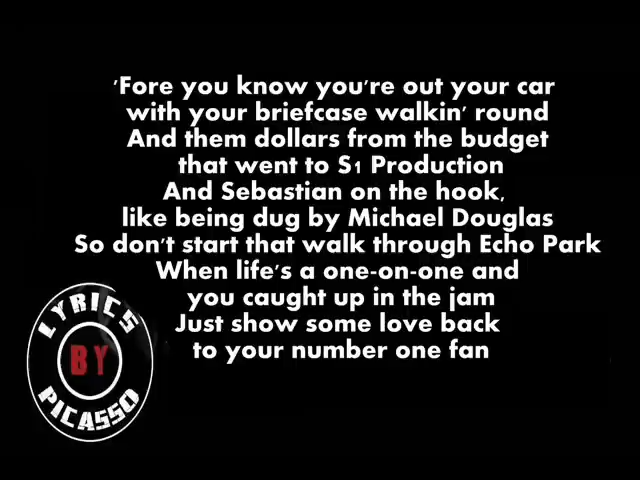 'Fore you know you're out your car
with your briefcase walkin' round
And them dollars from the budget
that went to S1 Production
And Sebastian on the hook,
like being dug by Michael Douglas
So don't start that walk through Echo Park
When life's a one-on-one and
you caught up in the jam
Just show some love back
to your number one fan
LYRICS
BY
PICASSO